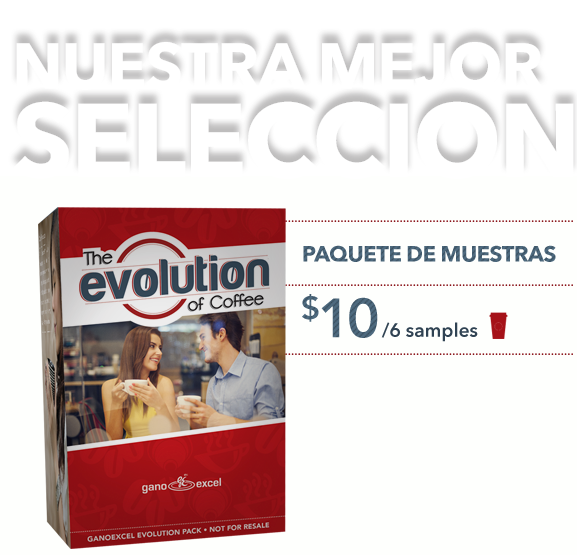 NUESTRA MEJOR
SELECCION
The
evolution
of Coffee
gano excel
GANOEXCEL EVOLUTION PACK • NOT FOR RESALE
PAQUETE DE MUESTRAS
$10/6 samples